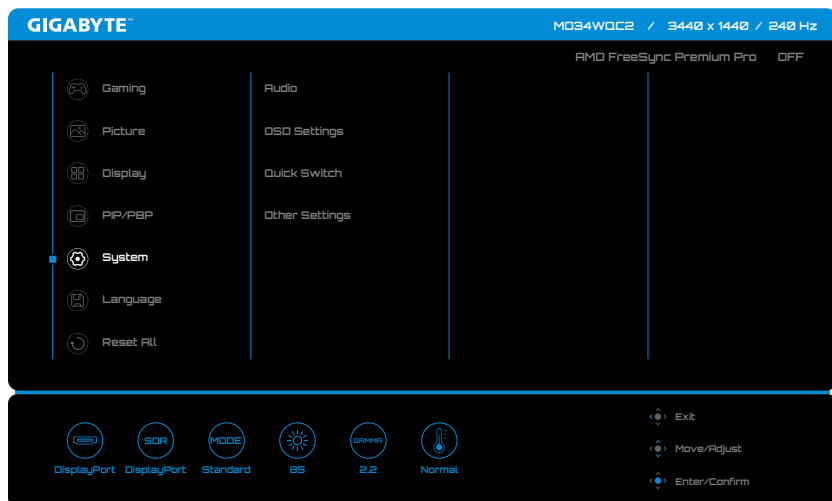 GIGABYTE™ MO34WQC2 / 3440 x 1440 / 240 Hz
AMD FreeSync Premium Pro OFF
Gaming
Picture
Display
PIP/PBP
System
Language
Reset All
Audio
OSD Settings
Quick Switch
Other Settings
SDR
MODE
GAMMA
DisplayPort
DisplayPort
Standard
85
2.2
Normal
Exit
Move/Adjust
Enter/Confirm